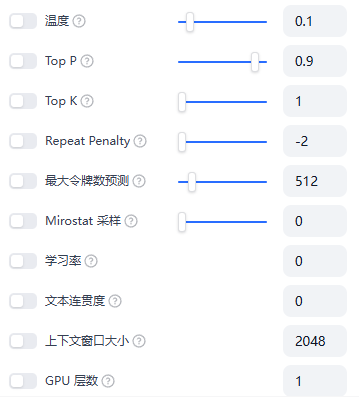 温度 0.1
Top P 0.9
Top K 1
Repeat Penalty -2
最大令牌数预测 512
Mirostat 采样 0
学习率 0
文本连贯度 0
上下文窗口大小 2048
GPU 层数 1